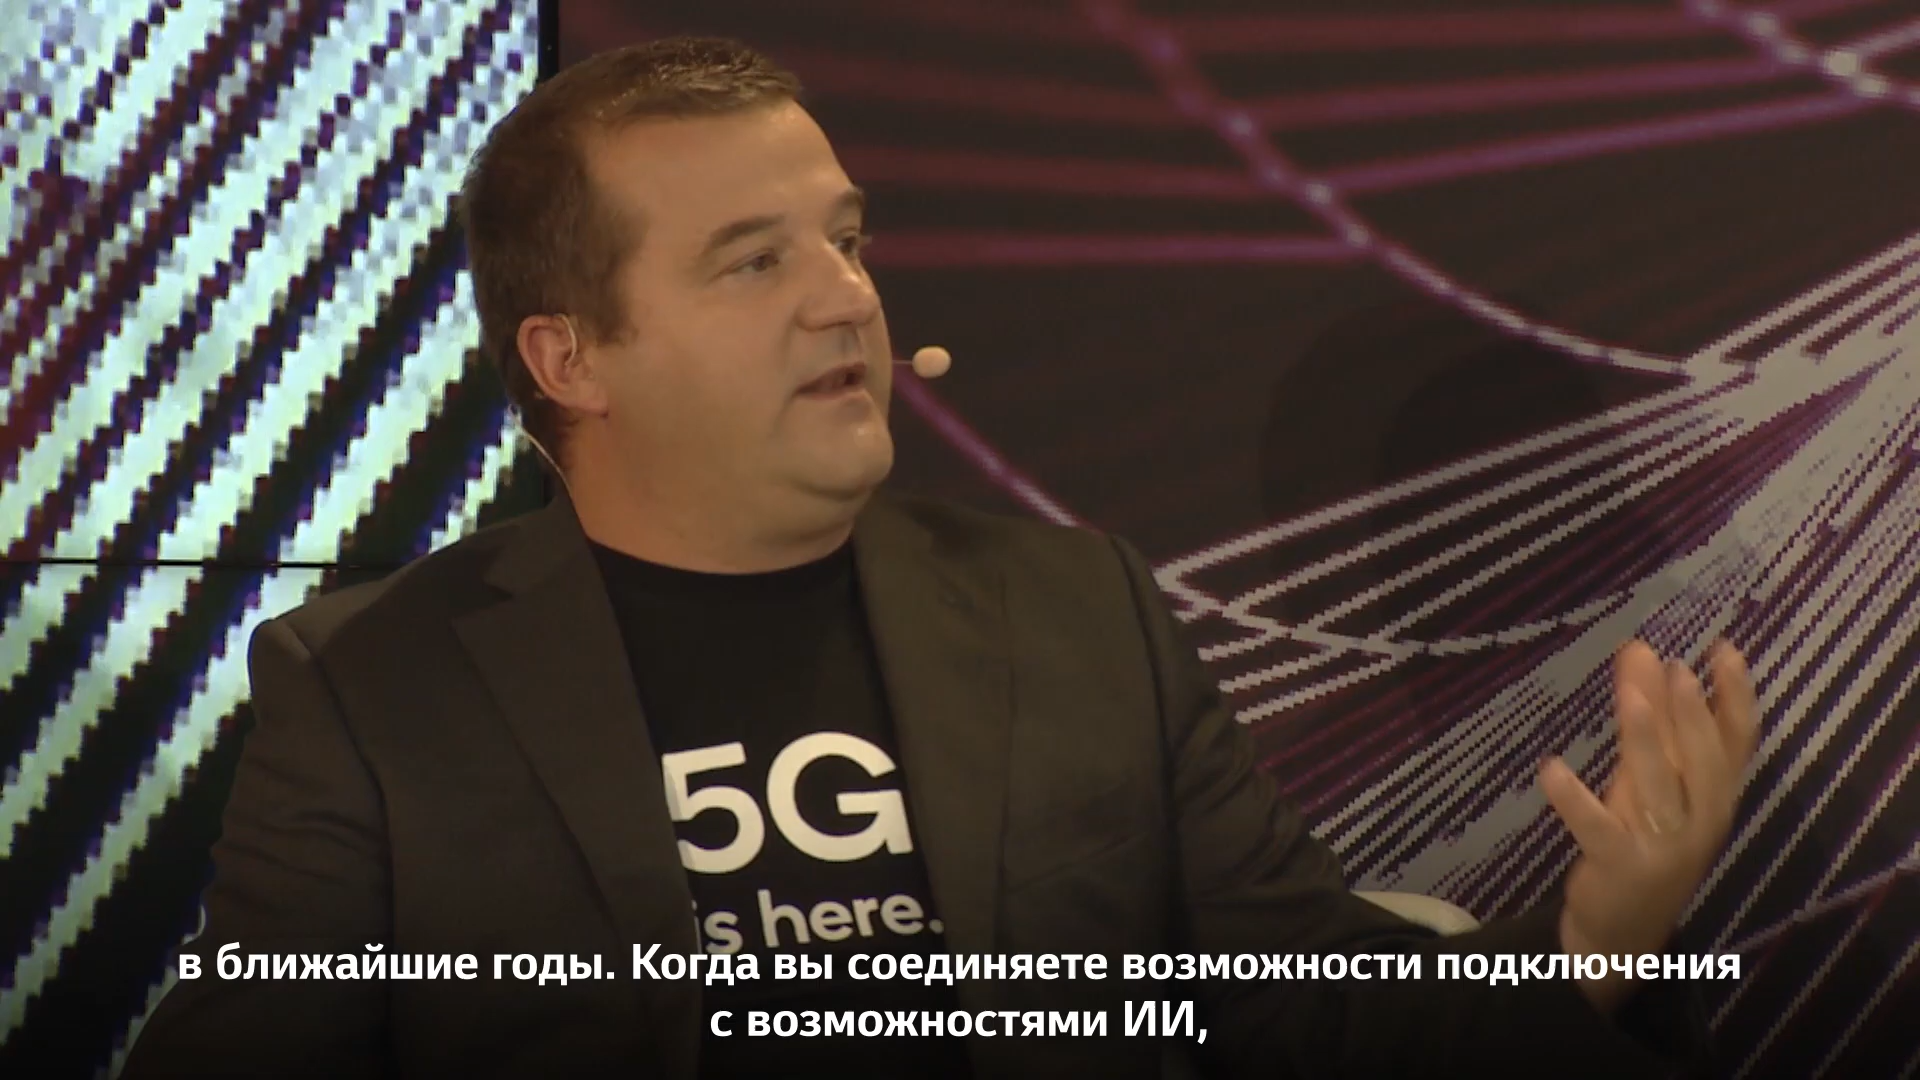 5G
is here.
в ближайшие годы. Когда вы соединяете возможности подключения
с возможностями ИИ,